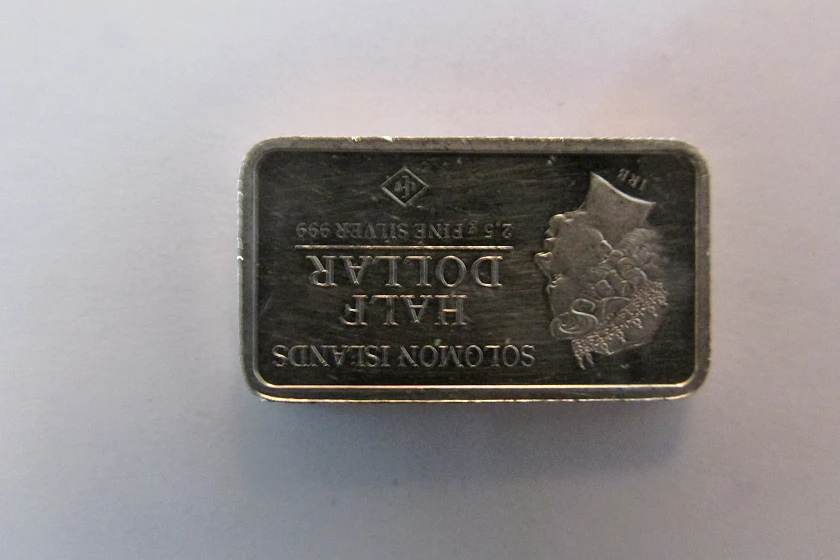 SOLOMON ISLANDS
HALF
DOLLAR
2,5 g FINE SILVER 999
IRB